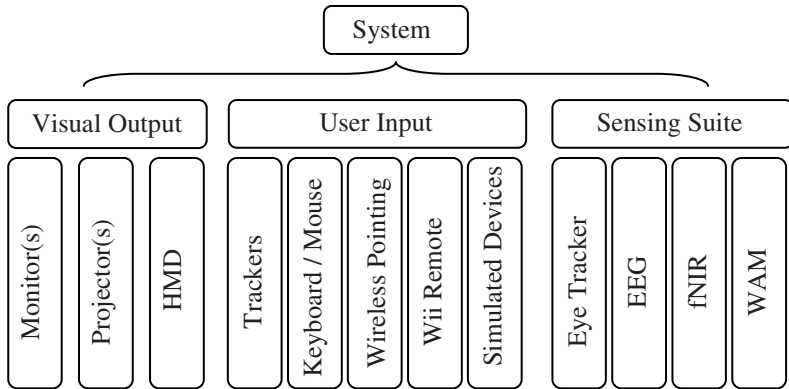 System
Visual Output
User Input
Sensing Suite
Monitor(s)
Projector(s)
HMD
Trackers
Keyboard / Mouse
Wireless Pointing
Wii Remote
Simulated Devices
Eye Tracker
EEG
fNIR
WAM